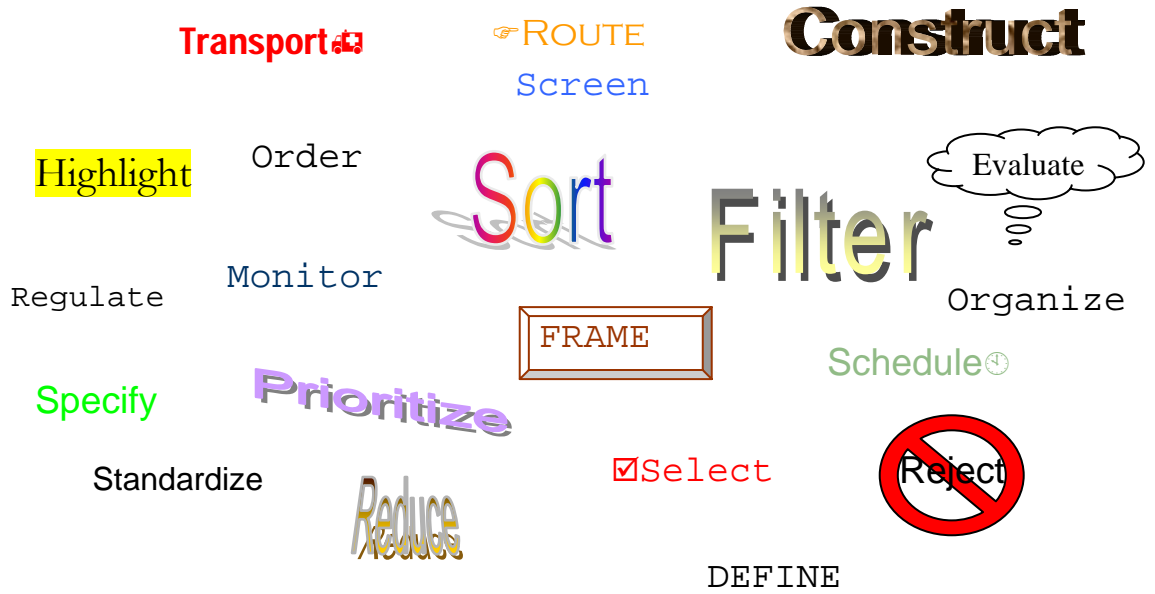 Transport
ROUTE
Construct
Screen
Highlight
Order
Sort
Filter
Evaluate
Regulate
Monitor
FRAME
Organize
Schedule
Specify
Prioritize
Standardize
Reduce
Select
Reject
DEFINE